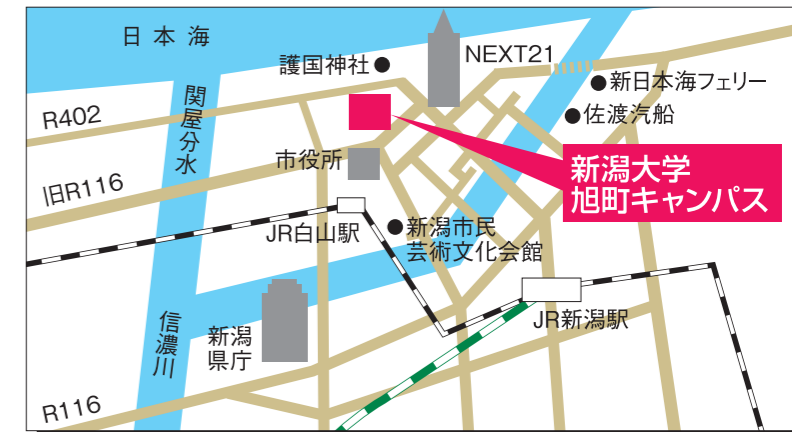 日本海
護国神社
NEXT21
新日本海フェリー
佐渡汽船
関屋分水
R402
旧R116
市役所
新潟大学
旭町キャンパス
JR白山駅
新潟市民
芸術文化会館
JR新潟駅
信濃川
新潟
県庁
R116